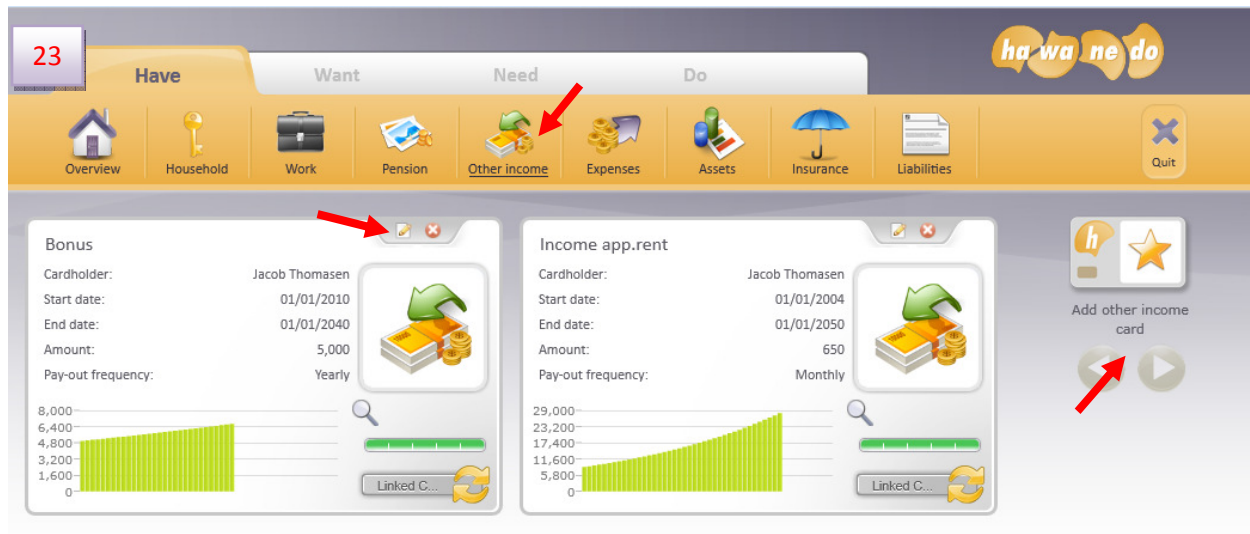 23
Have
Want
Need
Do
ha wa ne do
Overview
Household
Work
Pension
Other income
Expenses
Assets
Insurance
Liabilities
Quit
Bonus
Cardholder: Jacob Thomasen
Start date: 01/01/2010
End date: 01/01/2040
Amount: 5,000
Pay-out frequency: Yearly
8,000
6,400
4,800
3,200
1,600
0
Linked C...
Income app.rent
Cardholder: Jacob Thomasen
Start date: 01/01/2004
End date: 01/01/2050
Amount: 650
Pay-out frequency: Monthly
29,000
23,200
17,400
11,600
5,800
0
Linked C...
h
Add other income
card